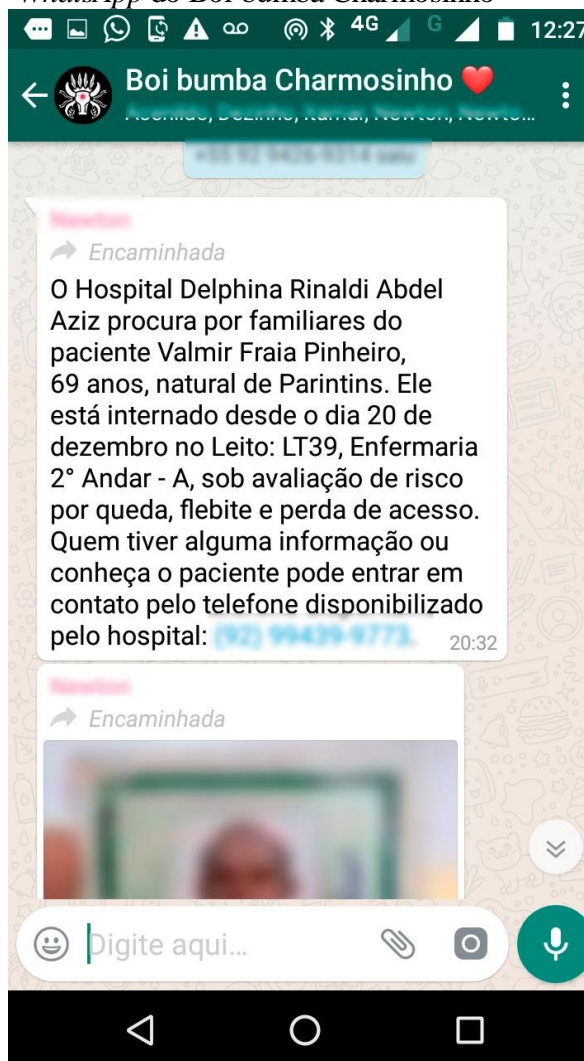 WhatsApp do Boi bumbá Charmosinho
4G G 12:27
Boi bumba Charmosinho
Encaminhada
O Hospital Delphina Rinaldi Abdel
Aziz procura por familiares do
paciente Valmir Fraia Pinheiro,
69 anos, natural de Parintins. Ele
está internado desde o dia 20 de
dezembro no Leito: LT39, Enfermaria
2° Andar - A, sob avaliação de risco
por queda, flebite e perda de acesso.
Quem tiver alguma informação ou
conheça o paciente pode entrar em
contato pelo telefone disponibilizado
pelo hospital:
20:32
Encaminhada
Digite aqui...